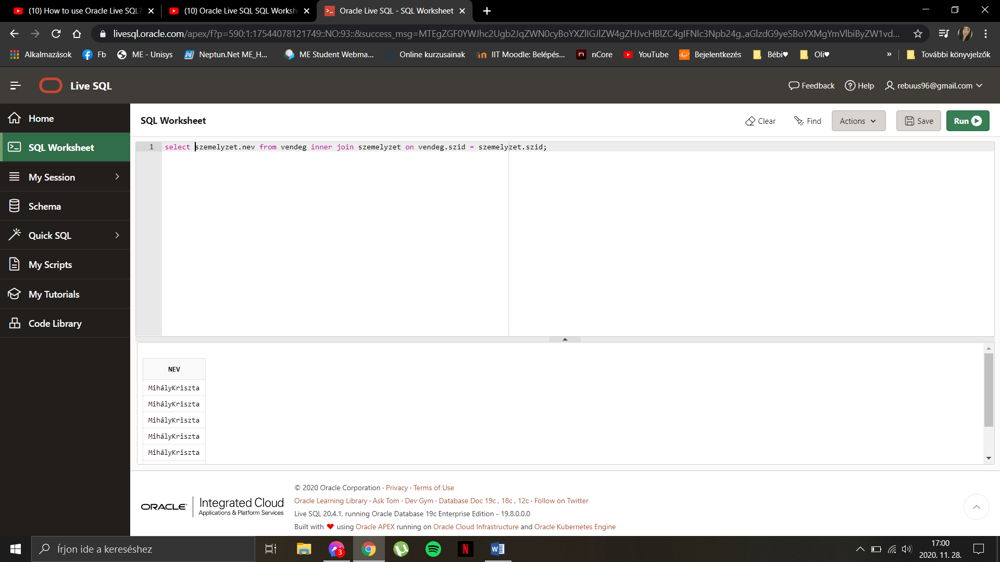 (10) How to use Oracle Live SQL?
(10) Oracle Live SQL SQL Worksh
Oracle Live SQL - SQL Worksheet
livesql.oracle.com/apex/f?p=590:1:17544078121749::NO:93::&success_msg=
Alkalmazások
Fb
ME - Unisys
Neptun.Net ME_H...
ME Student Webma...
Online kurzusainak
IIT Moodle: Belépés...
nCore
YouTube
Bejelentkezés
Bébi♥
Oli♥
»
További könyvjelzők
Live SQL
Feedback
Help
rebuus96@gmail.com
Home
SQL Worksheet
My Session
Schema
Quick SQL
My Scripts
My Tutorials
Code Library
SQL Worksheet
Clear
Find
Actions
Save
Run
1 select szemelyzet.nev from vendeg inner join szemelyzet on vendeg.szid = szemelyzet.szid;
NEV
MihályKriszta
MihályKriszta
MihályKriszta
MihályKriszta
MihályKriszta
ORACLE
Integrated Cloud
Applications & Platform Services
© 2020 Oracle Corporation · Privacy · Terms of Use
Oracle Learning Library · Ask Tom · Dev Gym · Database Doc 19c , 18c , 12c · Follow on Twitter
Live SQL 20.4.1, running Oracle Database 19c Enterprise Edition - 19.8.0.0.0
Built with ♥ using Oracle APEX running on Oracle Cloud Infrastructure and Oracle Kubernetes Engine
Írjon ide a kereséshez
3
17:00
2020. 11. 28.